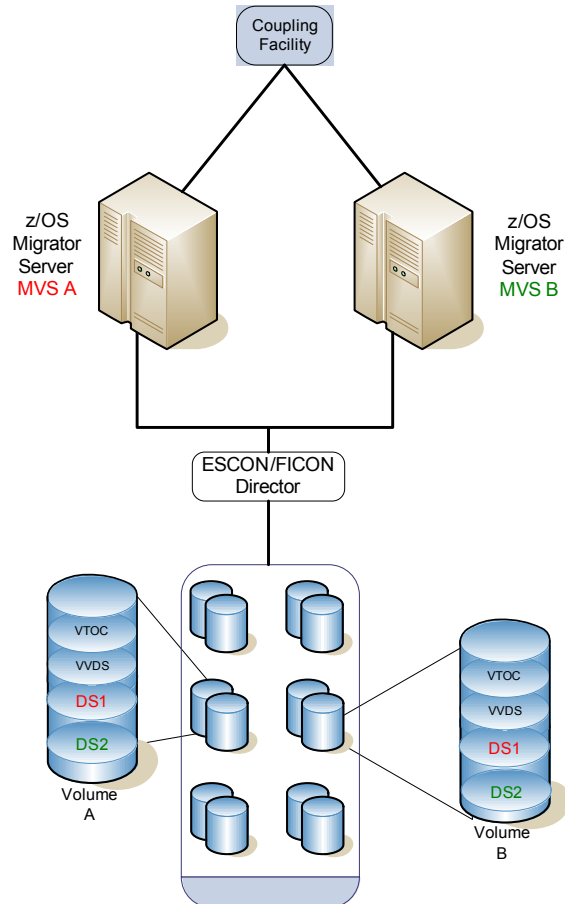 Coupling
Facility
z/OS
Migrator
Server
MVS A
z/OS
Migrator
Server
MVS B
ESCON/FICON
Director
VTOC
VVDS
DS1
DS2
Volume
A
VTOC
VVDS
DS1
DS2
Volume
B